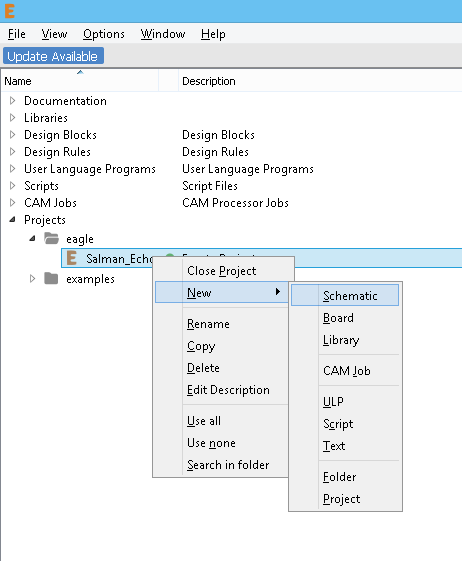 E
File View Options Window Help
Update Available
Name Description
Documentation
Libraries
Design Blocks Design Blocks
Design Rules Design Rules
User Language Programs User Language Programs
Scripts Script Files
CAM Jobs CAM Processor Jobs
Projects
eagle
E Salman_Echo
examples
Close Project
New
Rename
Copy
Delete
Edit Description
Use all
Use none
Search in folder
Schematic
Board
Library
CAM Job
ULP
Script
Text
Folder
Project